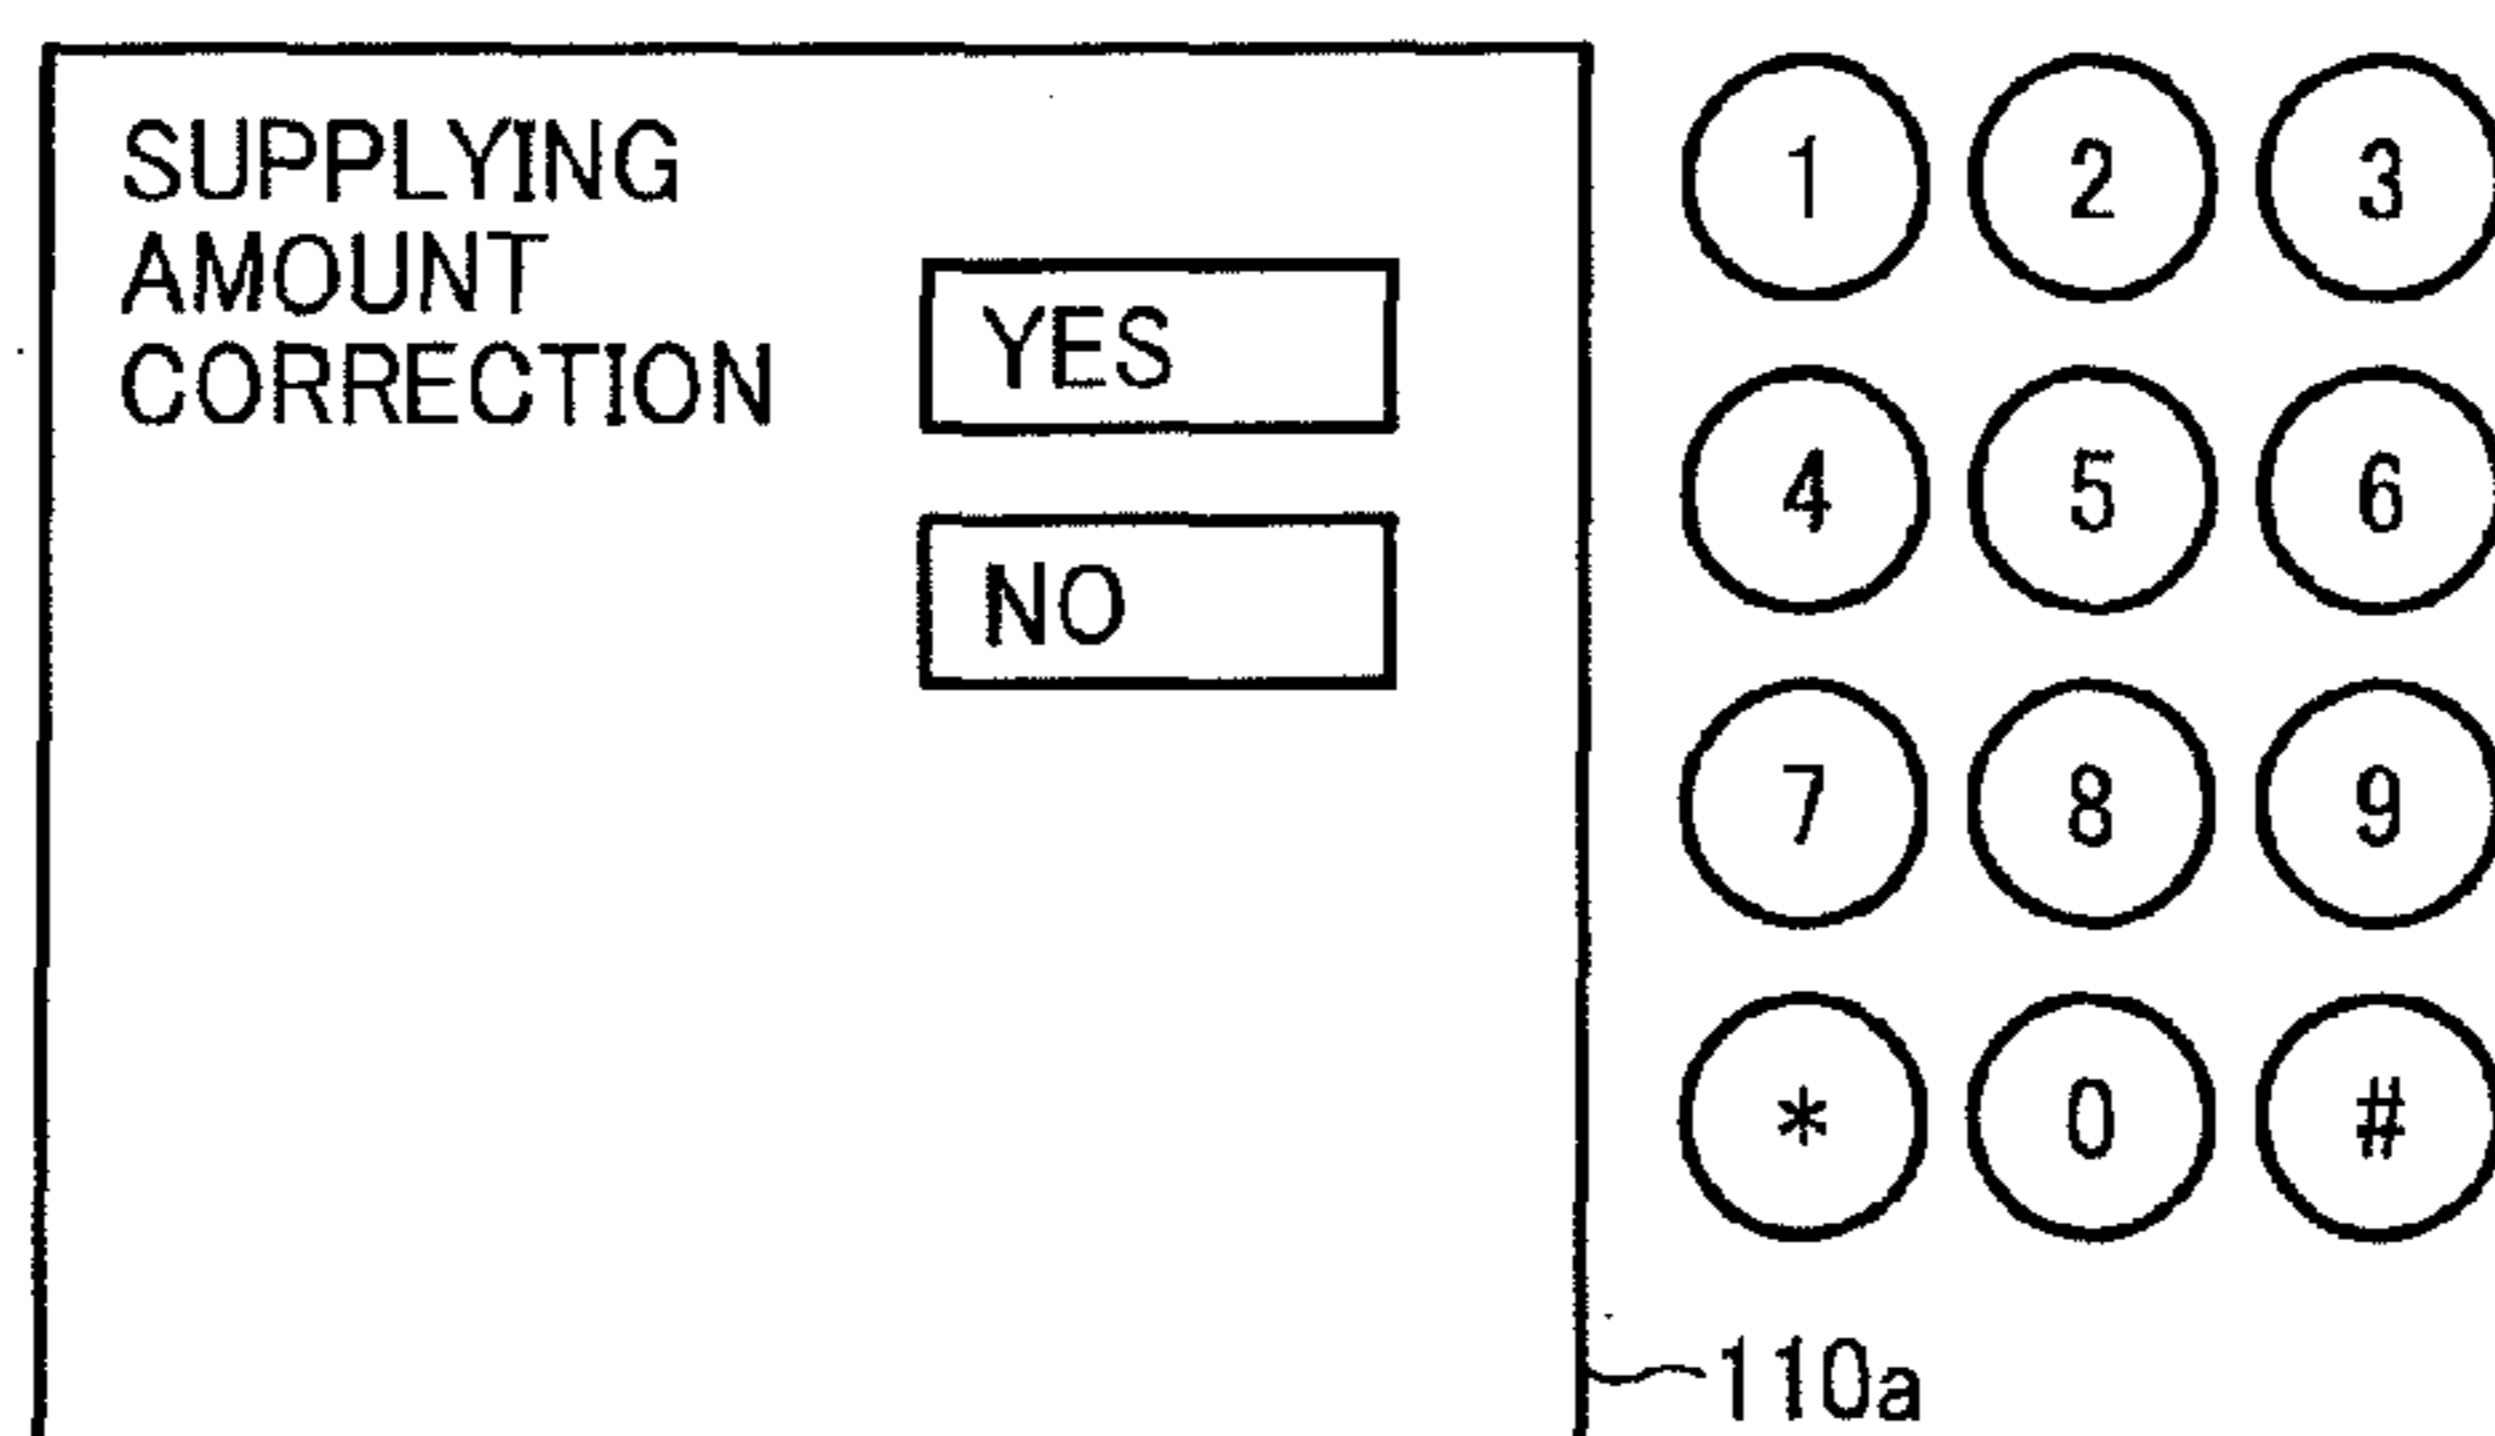 SUPPLYING
AMOUNT
CORRECTION
YES
NO
1 2 3
4 5 6
7 8 9
* 0 #
110a